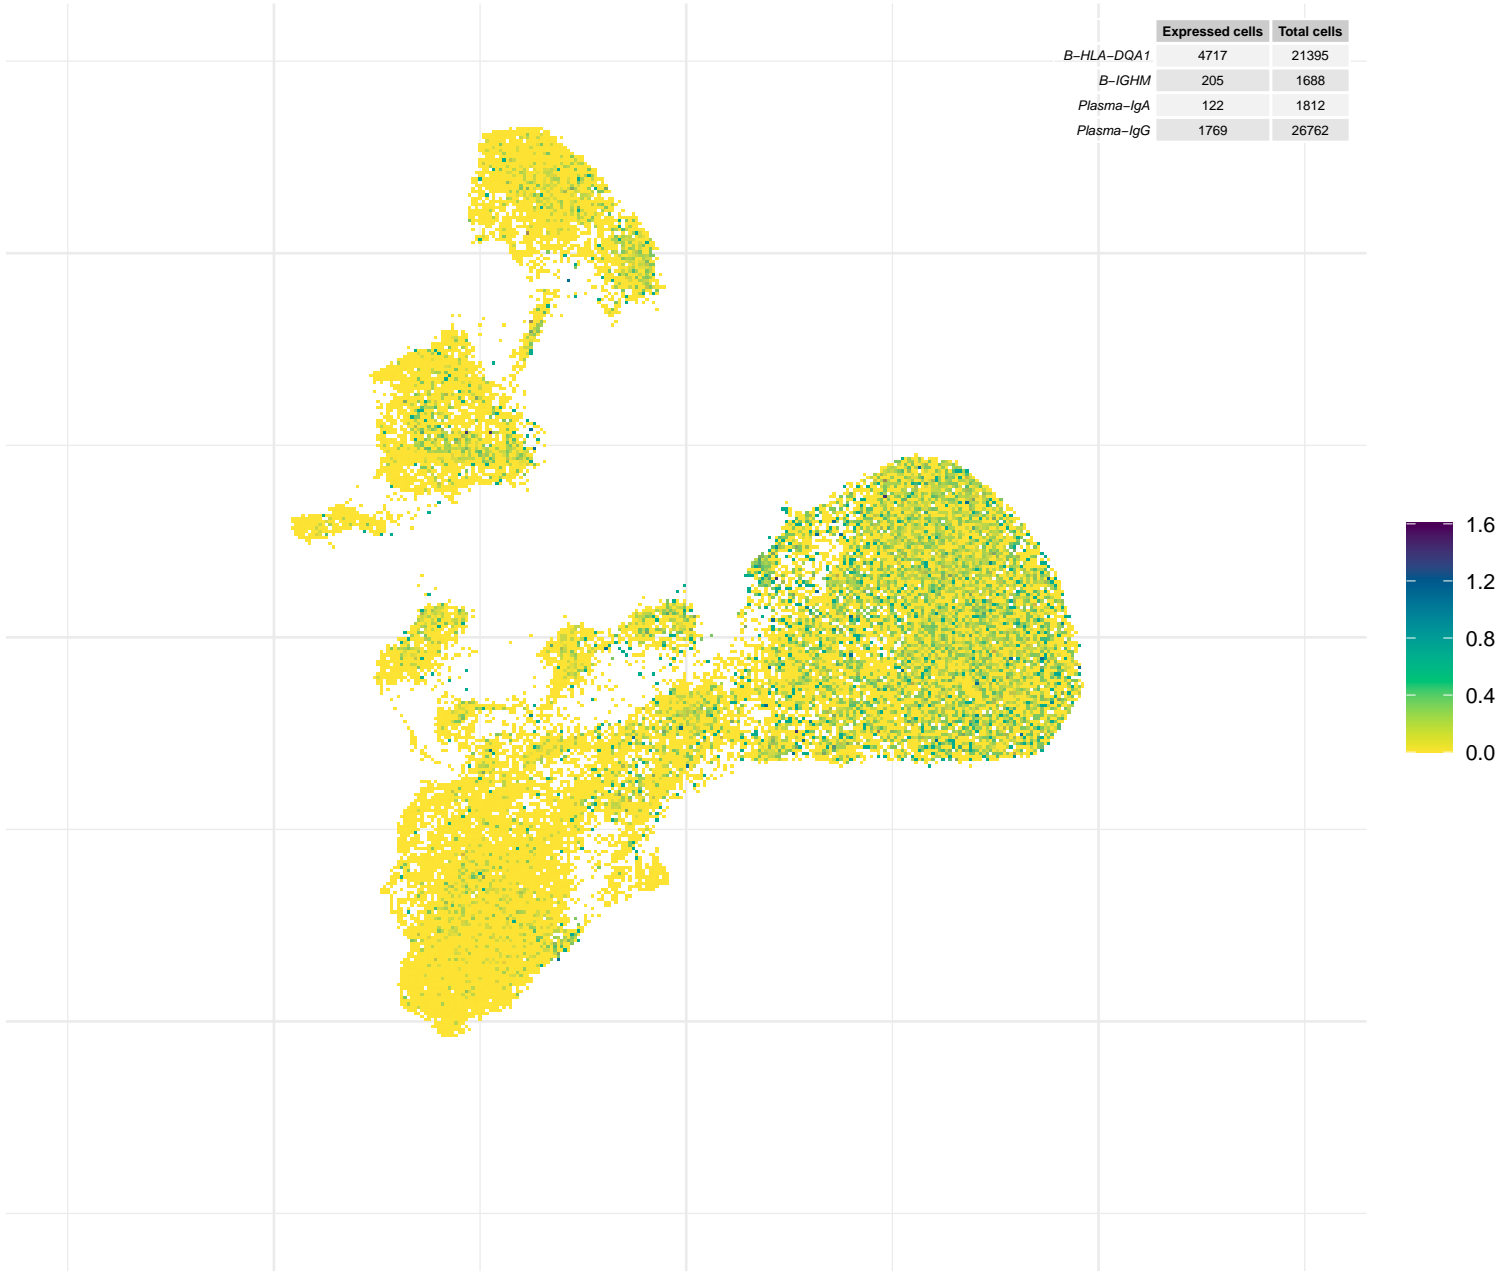 Expressed cells Total cells
B−HLA−DQA1 4717 21395
B−IGHM 205 1688
Plasma−IgA 122 1812
Plasma−IgG 1769 26762
1.6
1.2
0.8
0.4
0.0